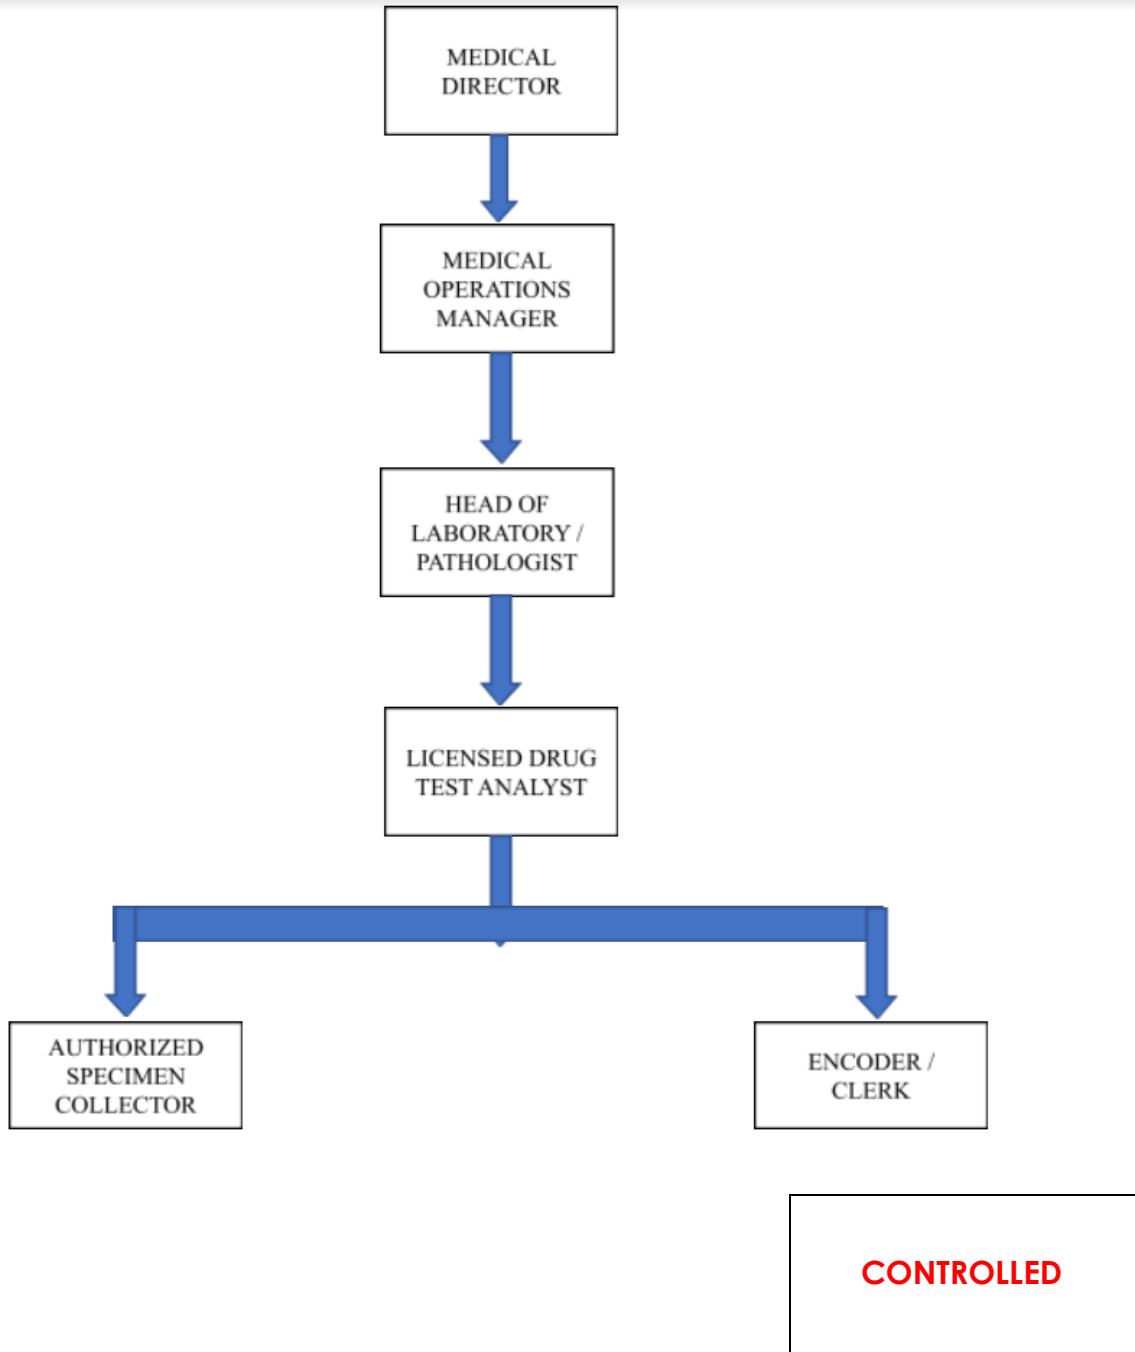 MEDICAL
DIRECTOR
MEDICAL
OPERATIONS
MANAGER
HEAD OF
LABORATORY /
PATHOLOGIST
LICENSED DRUG
TEST ANALYST
AUTHORIZED
SPECIMEN
COLLECTOR
ENCODER /
CLERK
CONTROLLED